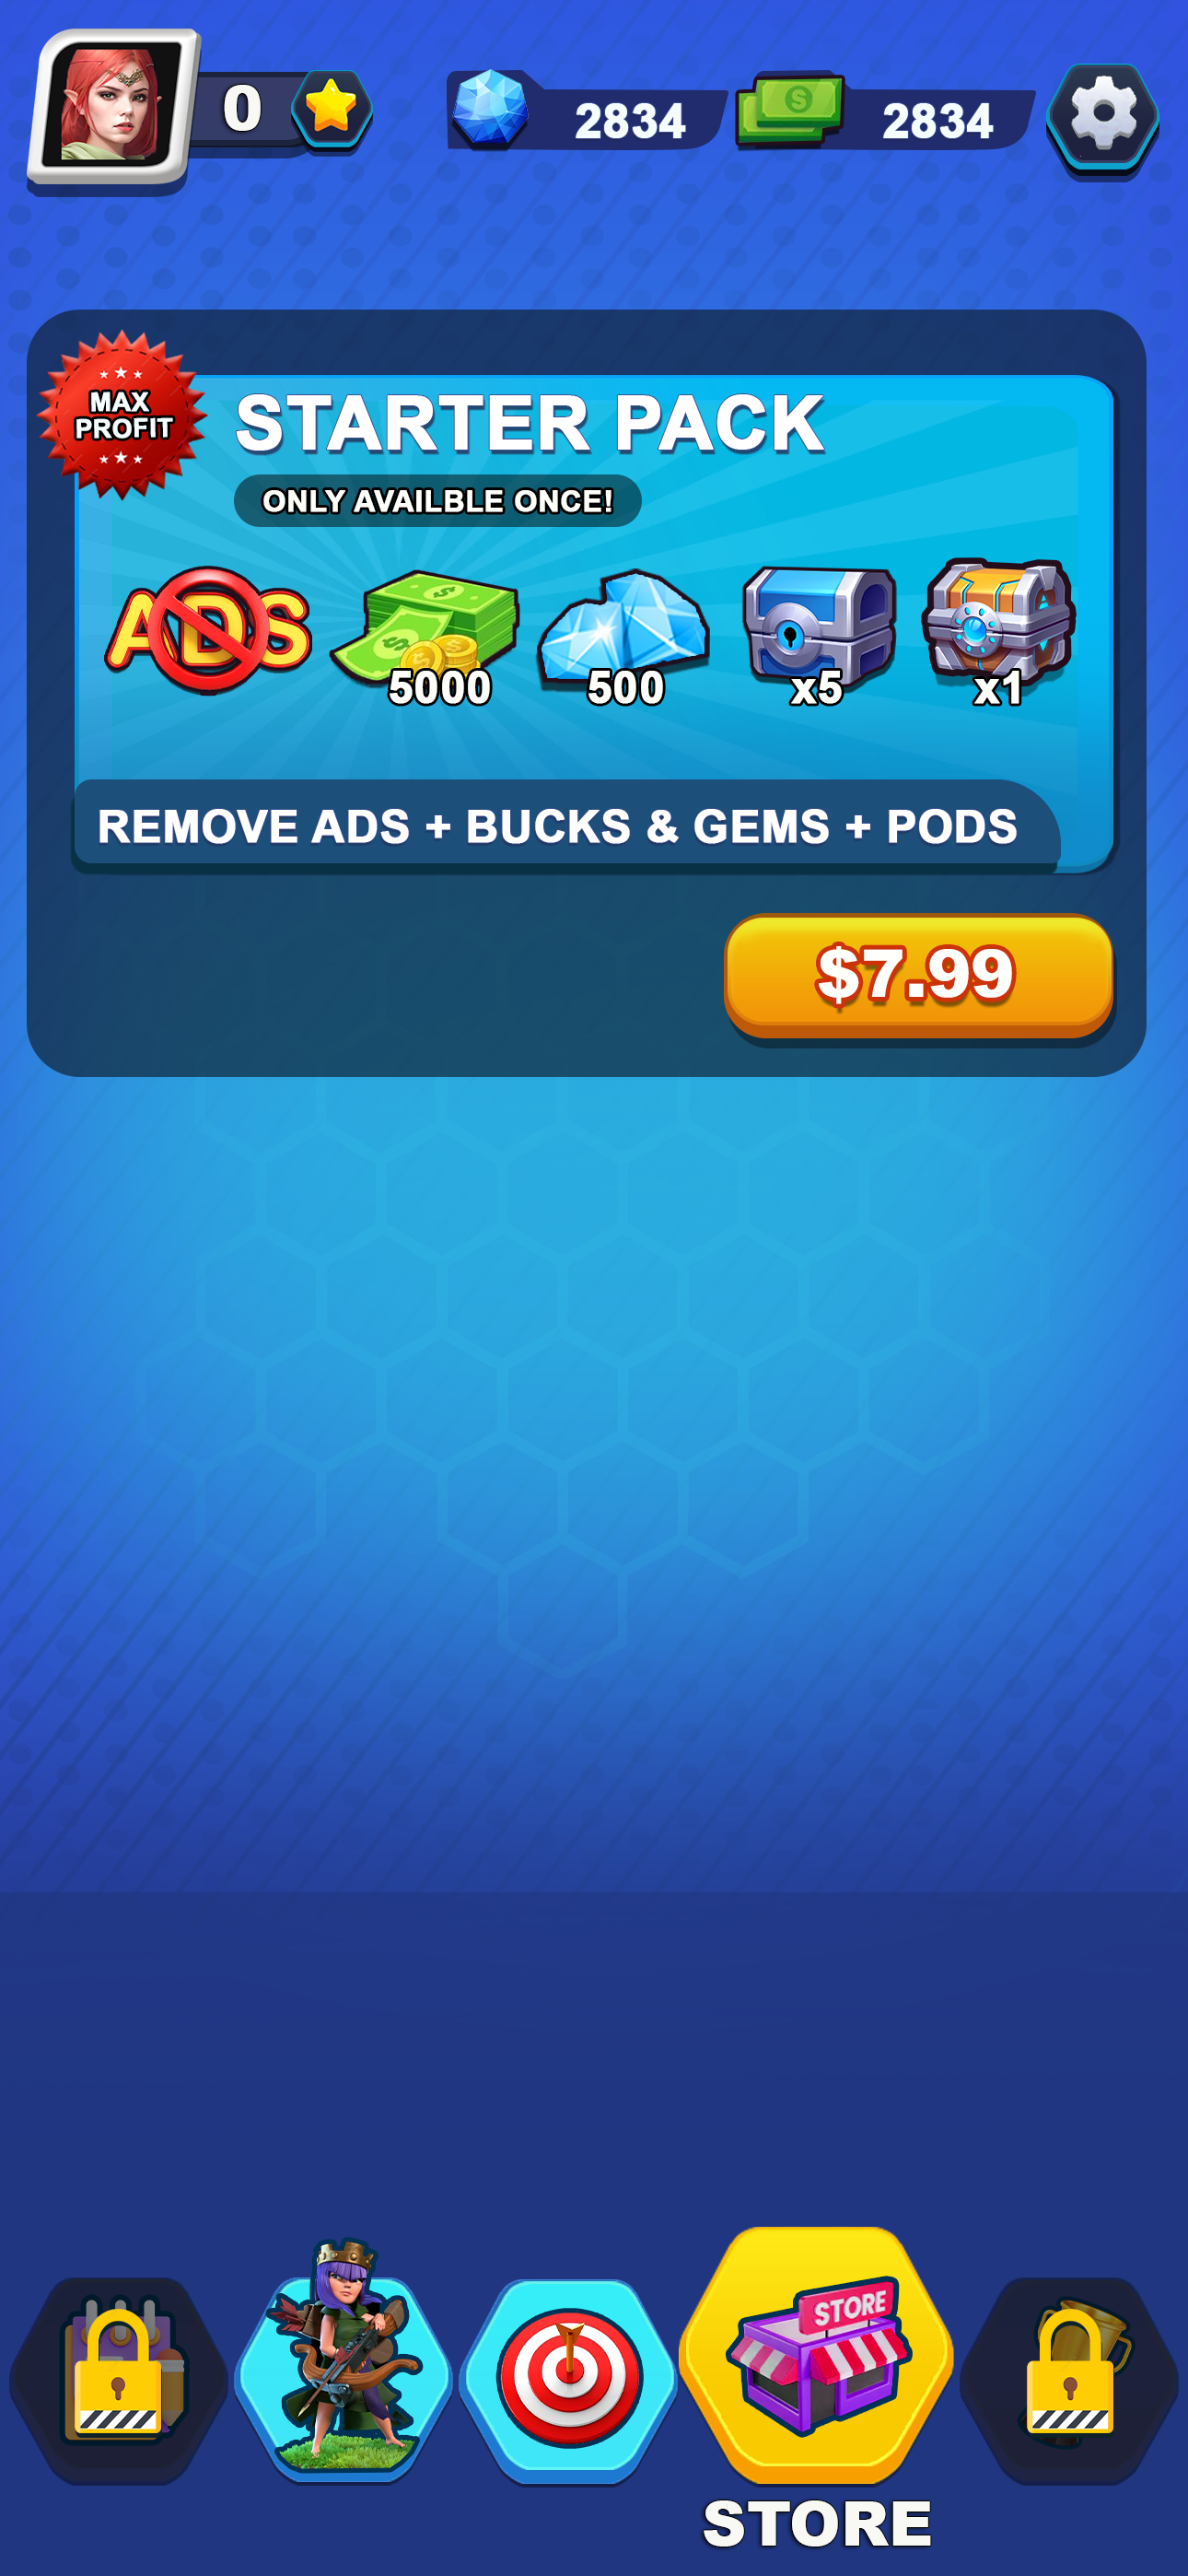 0
2834
2834
MAX
PROFIT
STARTER PACK
ONLY AVAILBLE ONCE!
ADS
5000
500
x5
x1
REMOVE ADS + BUCKS & GEMS + PODS
$7.99
STORE
STORE